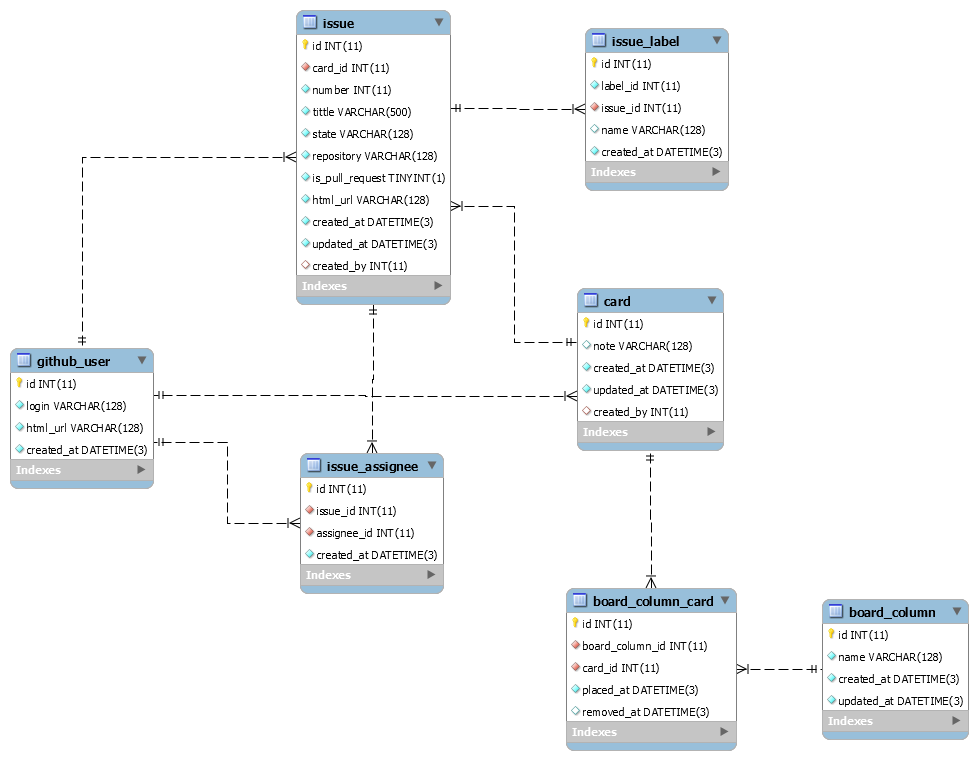 issue
id INT(11)
card_id INT(11)
number INT(11)
tittle VARCHAR(500)
state VARCHAR(128)
repository VARCHAR(128)
is_pull_request TINYINT(1)
html_url VARCHAR(128)
created_at DATETIME(3)
updated_at DATETIME(3)
created_by INT(11)
Indexes
issue_label
id INT(11)
label_id INT(11)
issue_id INT(11)
name VARCHAR(128)
created_at DATETIME(3)
Indexes
card
id INT(11)
note VARCHAR(128)
created_at DATETIME(3)
updated_at DATETIME(3)
created_by INT(11)
Indexes
github_user
id INT(11)
login VARCHAR(128)
html_url VARCHAR(128)
created_at DATETIME(3)
Indexes
issue_assignee
id INT(11)
issue_id INT(11)
assignee_id INT(11)
created_at DATETIME(3)
Indexes
board_column_card
id INT(11)
board_column_id INT(11)
card_id INT(11)
placed_at DATETIME(3)
removed_at DATETIME(3)
Indexes
board_column
id INT(11)
name VARCHAR(128)
created_at DATETIME(3)
updated_at DATETIME(3)
Indexes